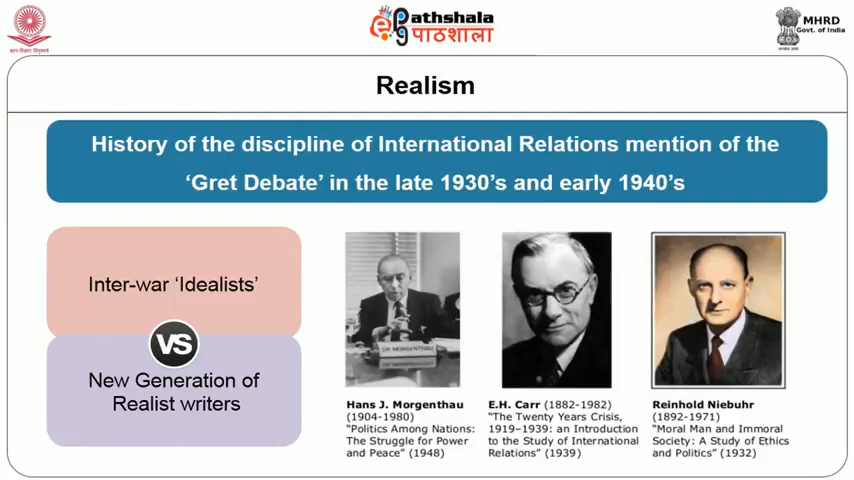 ज्ञान-विज्ञान विमुक्तये
ePathshala
पाठशाला
MHRD
Govt. of India
Realism
History of the discipline of International Relations mention of the
‘Gret Debate’ in the late 1930’s and early 1940’s
Inter-war ‘Idealists’
VS
New Generation of
Realist writers
DR MORGENTHAU
Hans J. Morgenthau
(1904-1980)
“Politics Among Nations:
The Struggle for Power
and Peace” (1948)
E.H. Carr (1882-1982)
“The Twenty Years Crisis,
1919–1939: an Introduction
to the Study of International
Relations” (1939)
Reinhold Niebuhr
(1892-1971)
“Moral Man and Immoral
Society: A Study of Ethics
and Politics” (1932)